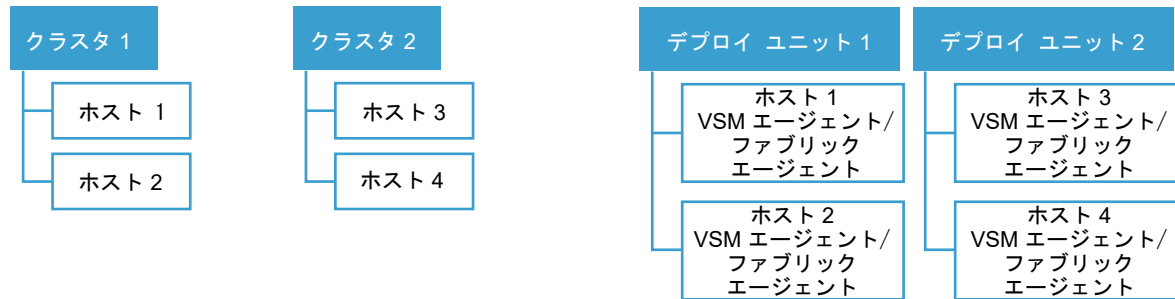 クラスタ 1
ホスト 1
ホスト 2
クラスタ 2
ホスト 3
ホスト 4
デプロイ ユニット 1
ホスト 1
VSM エージェント/
ファブリック
エージェント
ホスト 2
VSM エージェント/
ファブリック
エージェント
デプロイ ユニット 2
ホスト 3
VSM エージェント/
ファブリック
エージェント
ホスト 4
VSM エージェント/
ファブリック
エージェント